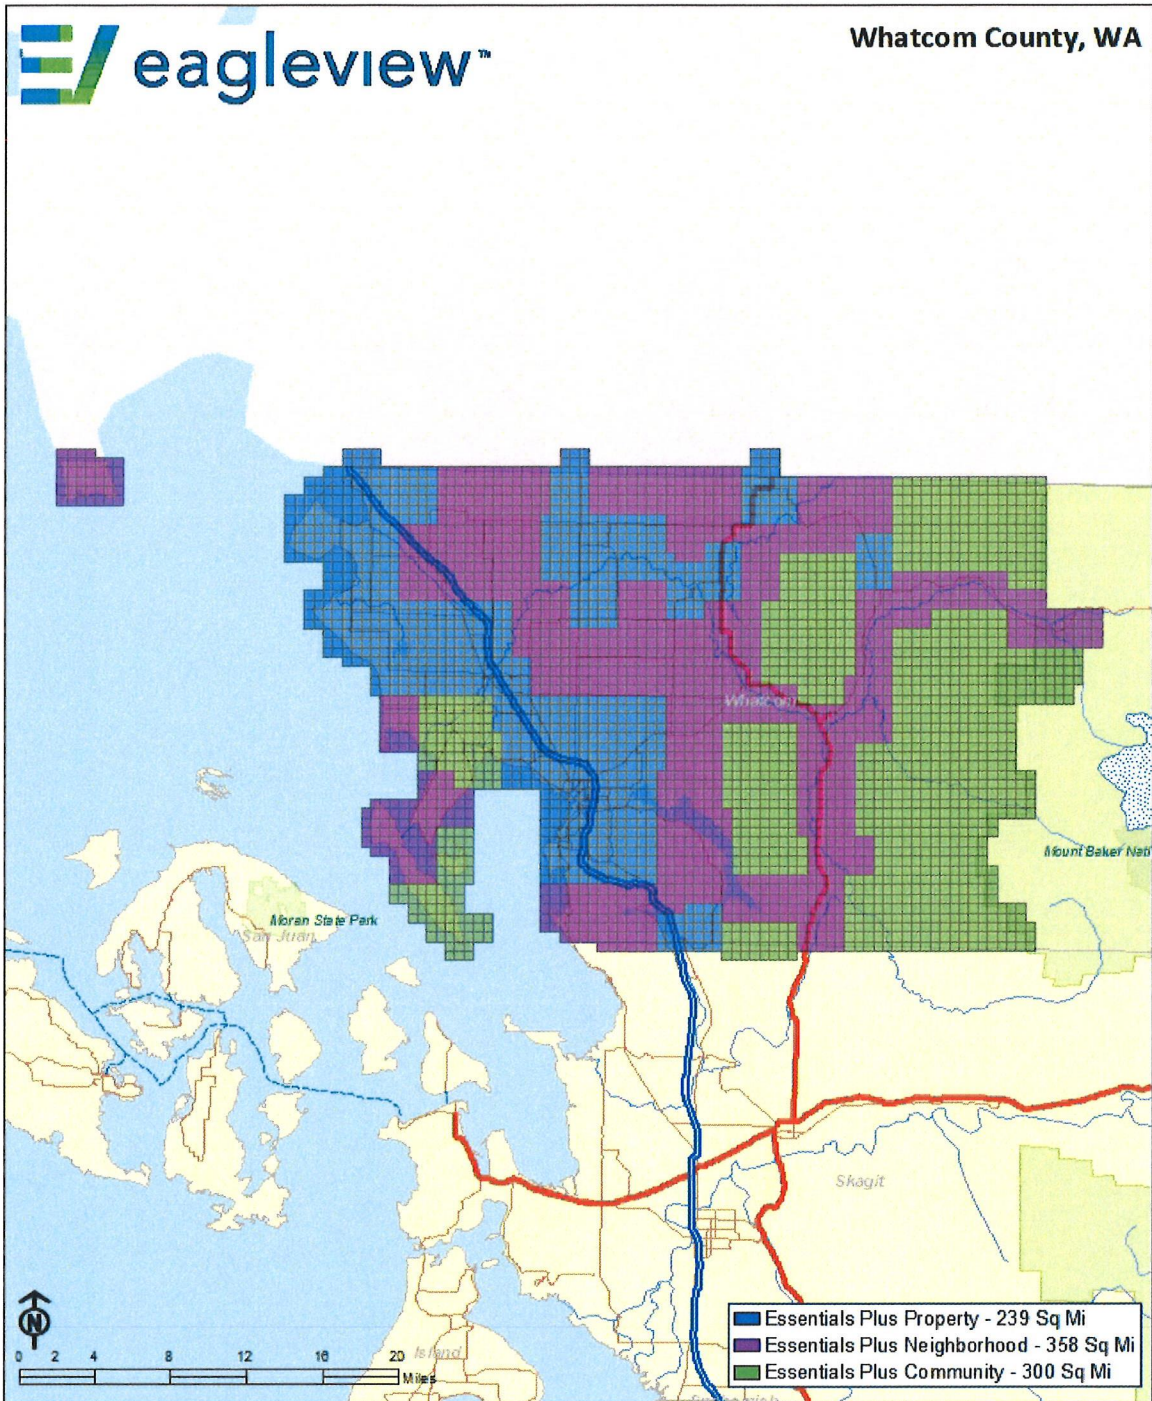 eagleview™
Whatcom County, WA
Whatcom
Mount Baker Nati
Moran State Park
San Juan
Skagit
Island
N
0 2 4 8 12 16 20
Miles
Essentials Plus Property - 239 Sq Mi
Essentials Plus Neighborhood - 358 Sq Mi
Essentials Plus Community - 300 Sq Mi